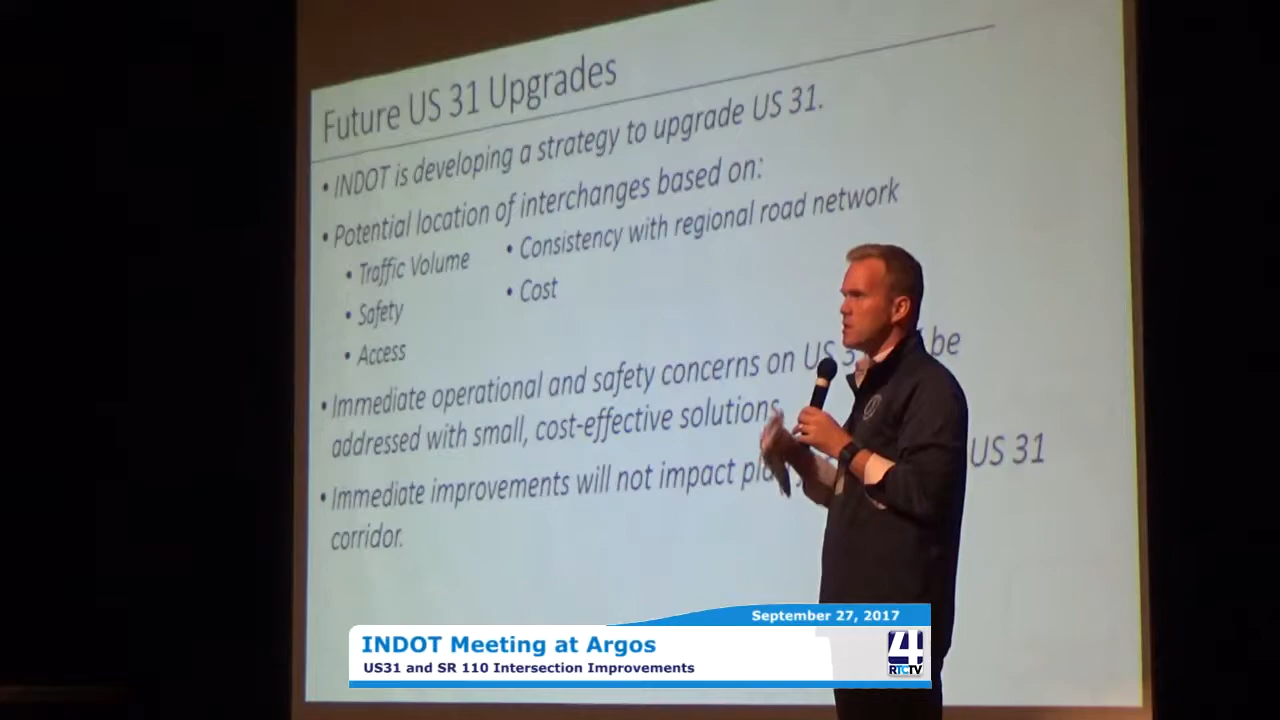 Future US 31 Upgrades
• INDOT is developing a strategy to upgrade US 31.
• Potential location of interchanges based on:
• Traffic Volume
• Safety
• Access
• Consistency with regional road network
• Cost
• Immediate operational and safety concerns on US be
addressed with small, cost-effective solutions
• Immediate improvements will not impact US 31
corridor.
September 27, 2017
INDOT Meeting at Argos
US31 and SR 110 Intersection Improvements
4
RTCTV